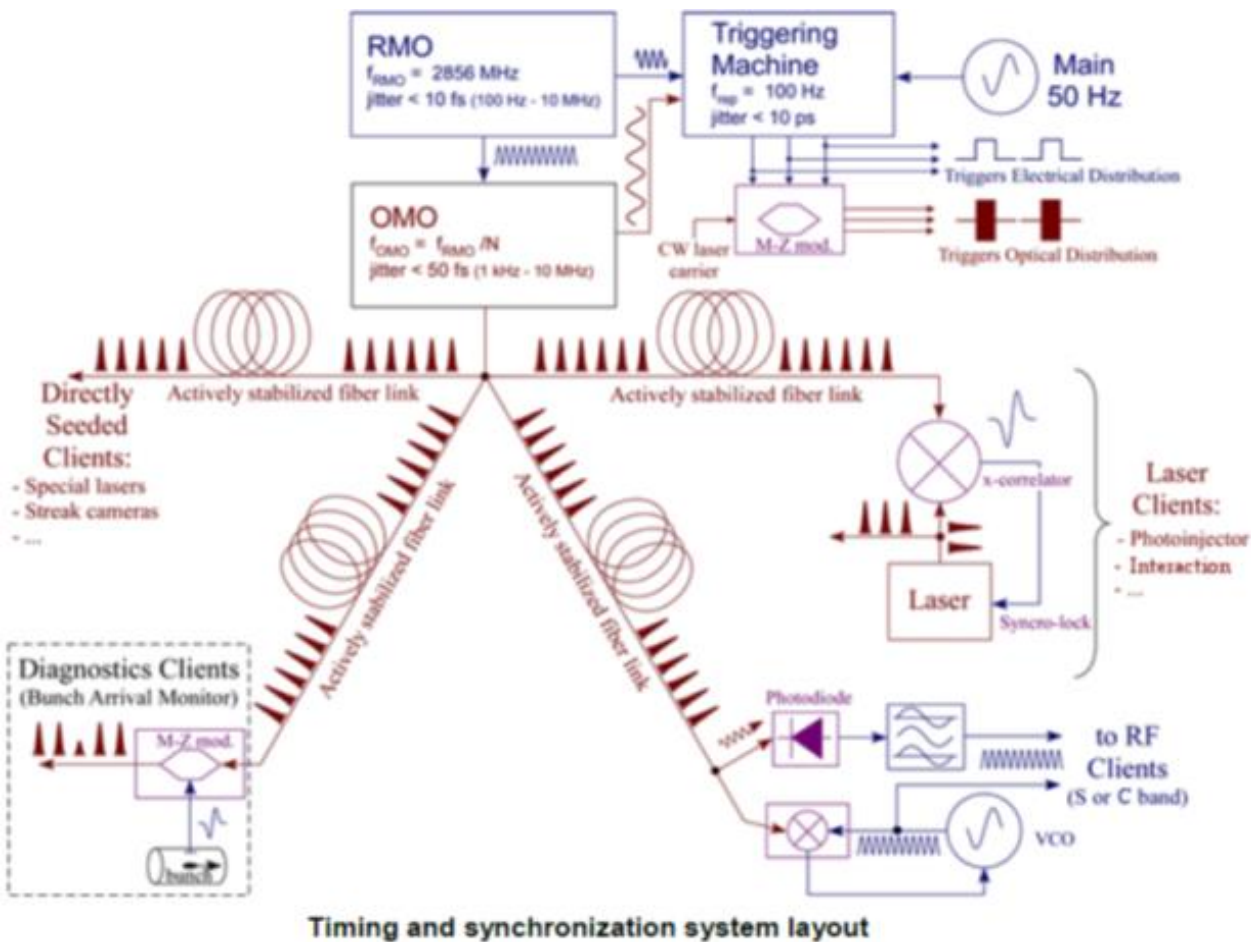 RMO
f_RMO = 2856 MHz
jitter < 10 fs (100 Hz - 10 MHz)
Triggering
Machine
f_rep = 100 Hz
jitter < 10 ps
Main
50 Hz
Triggers Electrical Distribution
OMO
f_OMO = f_RMO /N
jitter < 50 fs (1 kHz - 10 MHz)
CW laser
carrier
M-Z mod.
Triggers Optical Distribution
Actively stabilized fiber link
Actively stabilized fiber link
Directly
Seeded
Clients:
- Special lasers
- Streak cameras
- ...
Actively stabilized fiber link
Actively stabilized fiber link
x-correlator
Laser
Syncro-lock
Laser
Clients:
- Photoinjector
- Interaction
- ...
Diagnostics Clients
(Bunch Arrival Monitor)
M-Z mod.
bunch
Photodiode
to RF
Clients
(S or C band)
VCO
Timing and synchronization system layout